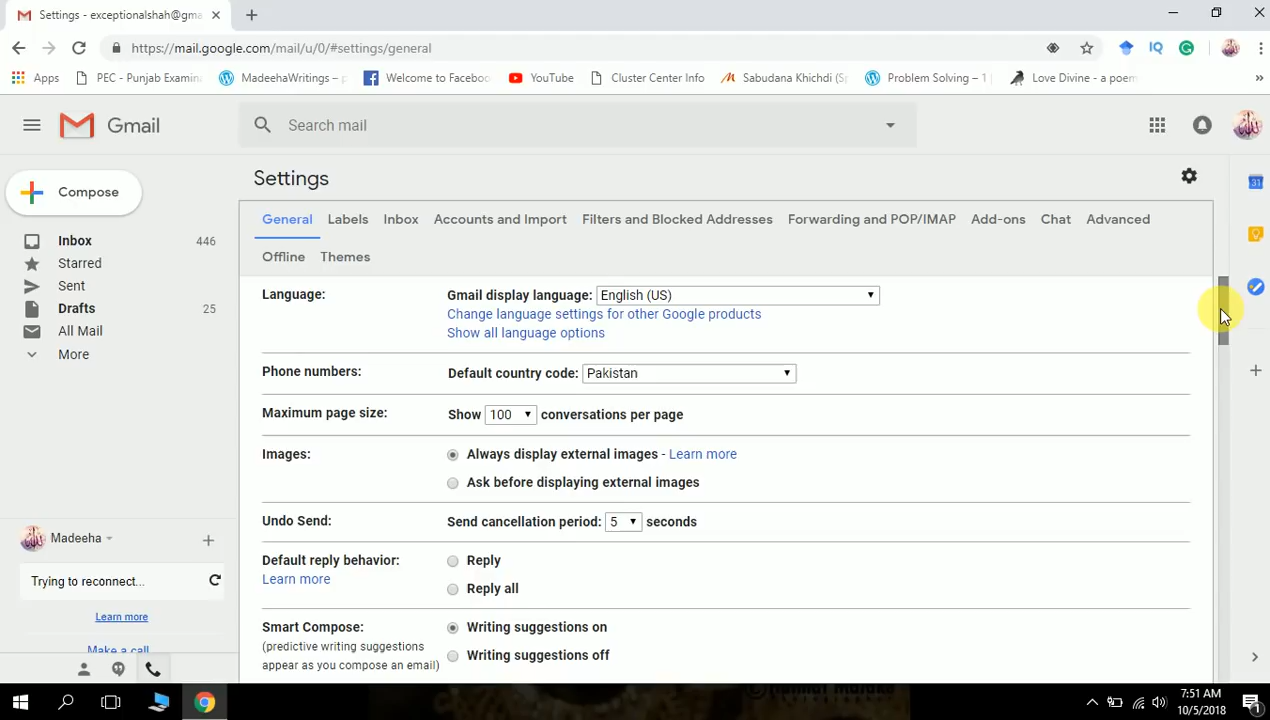 Settings - exceptionalshah@gma
https://mail.google.com/mail/u/0/#settings/general
Apps PEC - Punjab Examin MadeehaWritings – p Welcome to Faceboo YouTube Cluster Center Info Sabudana Khichdi (Sp Problem Solving – 1 Love Divine - a poem
Gmail
Search mail
Compose
Inbox 446
Starred
Sent
Drafts 25
All Mail
More
Madeeha
Trying to reconnect...
Learn more
Make a call
Settings
General Labels Inbox Accounts and Import Filters and Blocked Addresses Forwarding and POP/IMAP Add-ons Chat Advanced
Offline Themes
Language: Gmail display language: English (US)
Change language settings for other Google products
Show all language options
Phone numbers: Default country code: Pakistan
Maximum page size: Show 100 conversations per page
Images: Always display external images - Learn more
Ask before displaying external images
Undo Send: Send cancellation period: 5 seconds
Default reply behavior: Reply
Learn more
Reply all
Smart Compose: Writing suggestions on
(predictive writing suggestions
appear as you compose an email)
Writing suggestions off
31
7:51 AM
10/5/2018
1